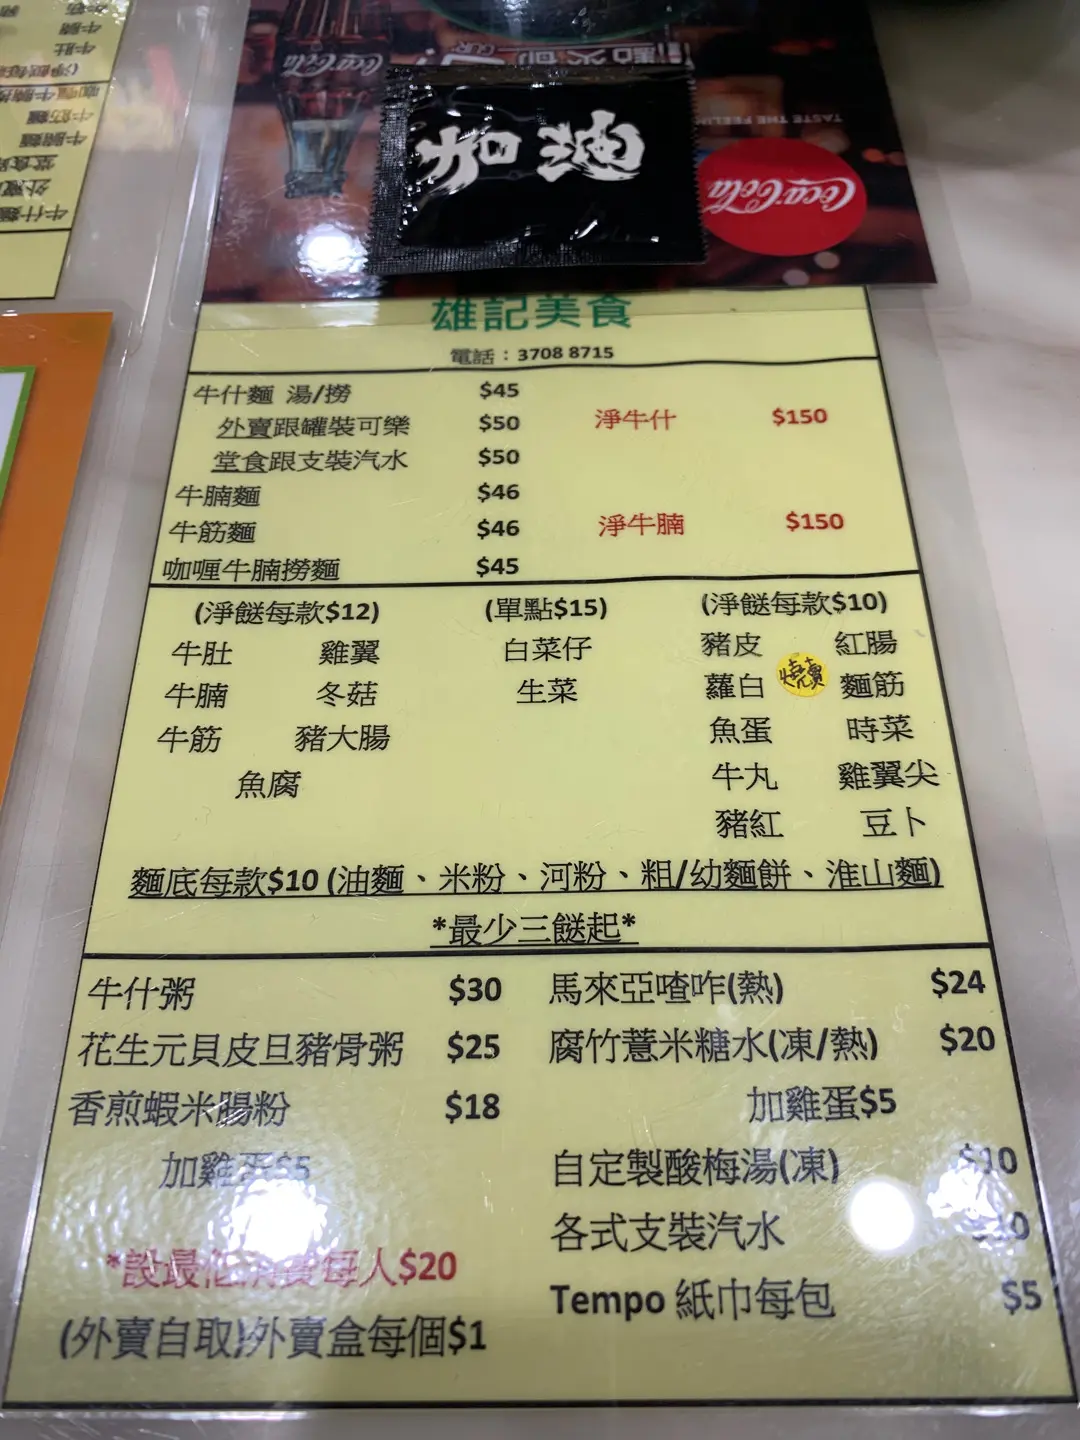 Coca-Cola
TASTE THE FEELIN
Coca-Cola
加油
雄記美食
電話：3708 8715
牛什麵 湯/撈 $45
外賣跟罐裝可樂 $50
淨牛什 $150
堂食跟支裝汽水 $50
牛腩麵 $46
牛筋麵 $46
淨牛腩 $150
咖喱牛腩撈麵 $45
(淨餸每款$12) (單點$15) (淨餸每款$10)
牛肚 雞翼 白菜仔 豬皮 紅腸
牛腩 冬菇 生菜 蘿白 燒賣 麵筋
牛筋 豬大腸 魚蛋 時菜
魚腐 牛丸 雞翼尖
豬紅 豆卜
麵底每款$10 (油麵、米粉、河粉、粗/幼麵餅、淮山麵)
*最少三餸起*
牛什粥 $30 馬來亞喳咋(熱) $24
花生元貝皮旦豬骨粥 $25 腐竹薏米糖水(凍/熱) $20
香煎蝦米腸粉 $18 加雞蛋$5
加雞蛋$5 自定製酸梅湯(凍) $10
各式支裝汽水
*設最低消費每人$20
Tempo 紙巾每包 $5
(外賣自取)外賣盒每個$1